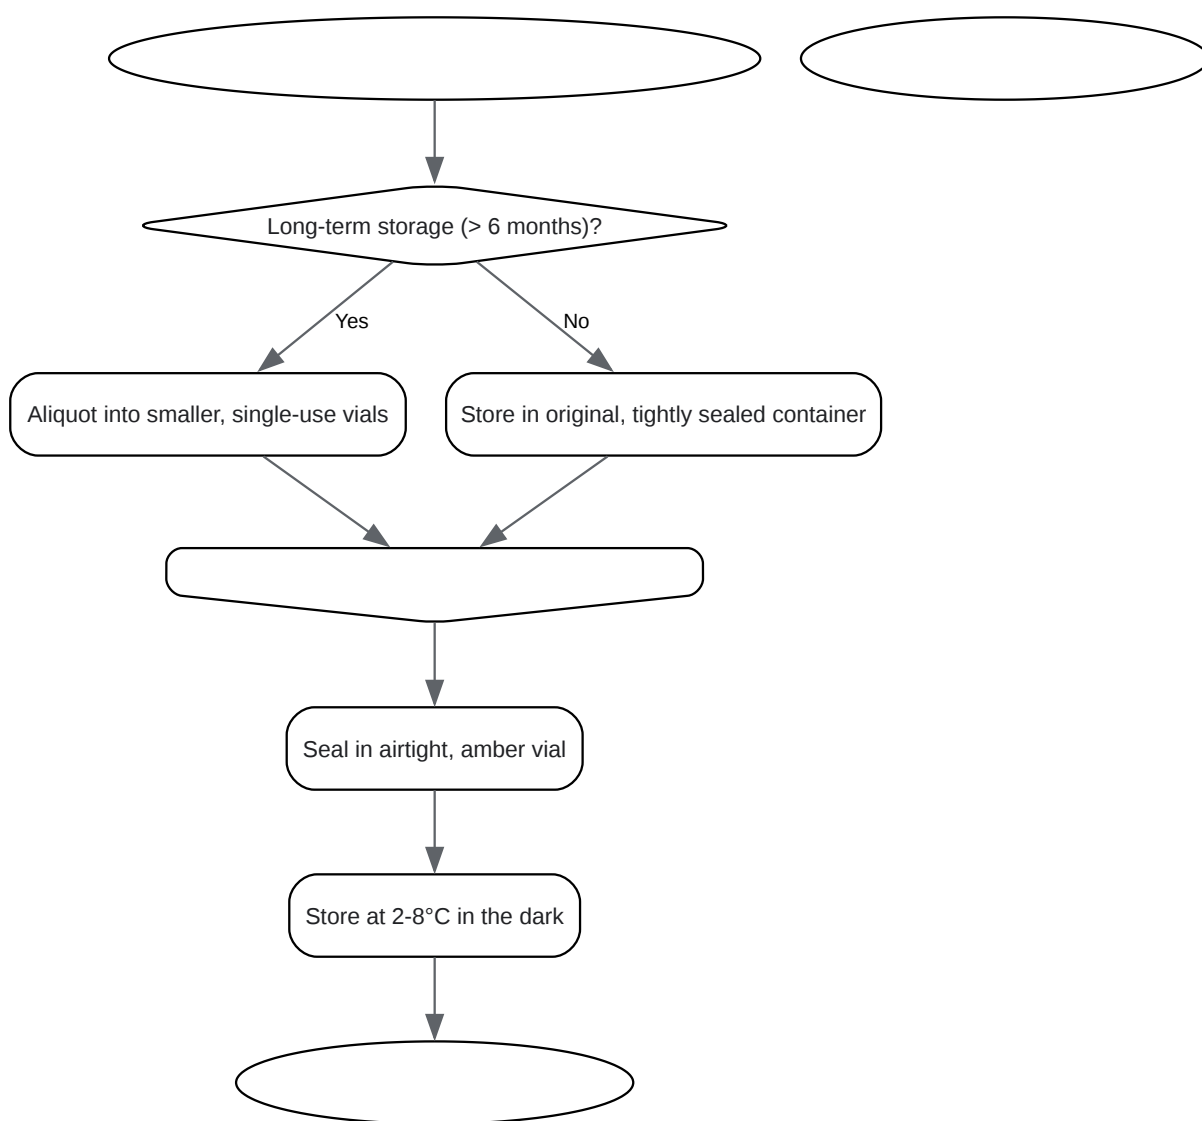 Long-term storage (> 6 months)?
Yes
No
Aliquot into smaller, single-use vials
Store in original, tightly sealed container
Seal in airtight, amber vial
Store at 2-8°C in the dark